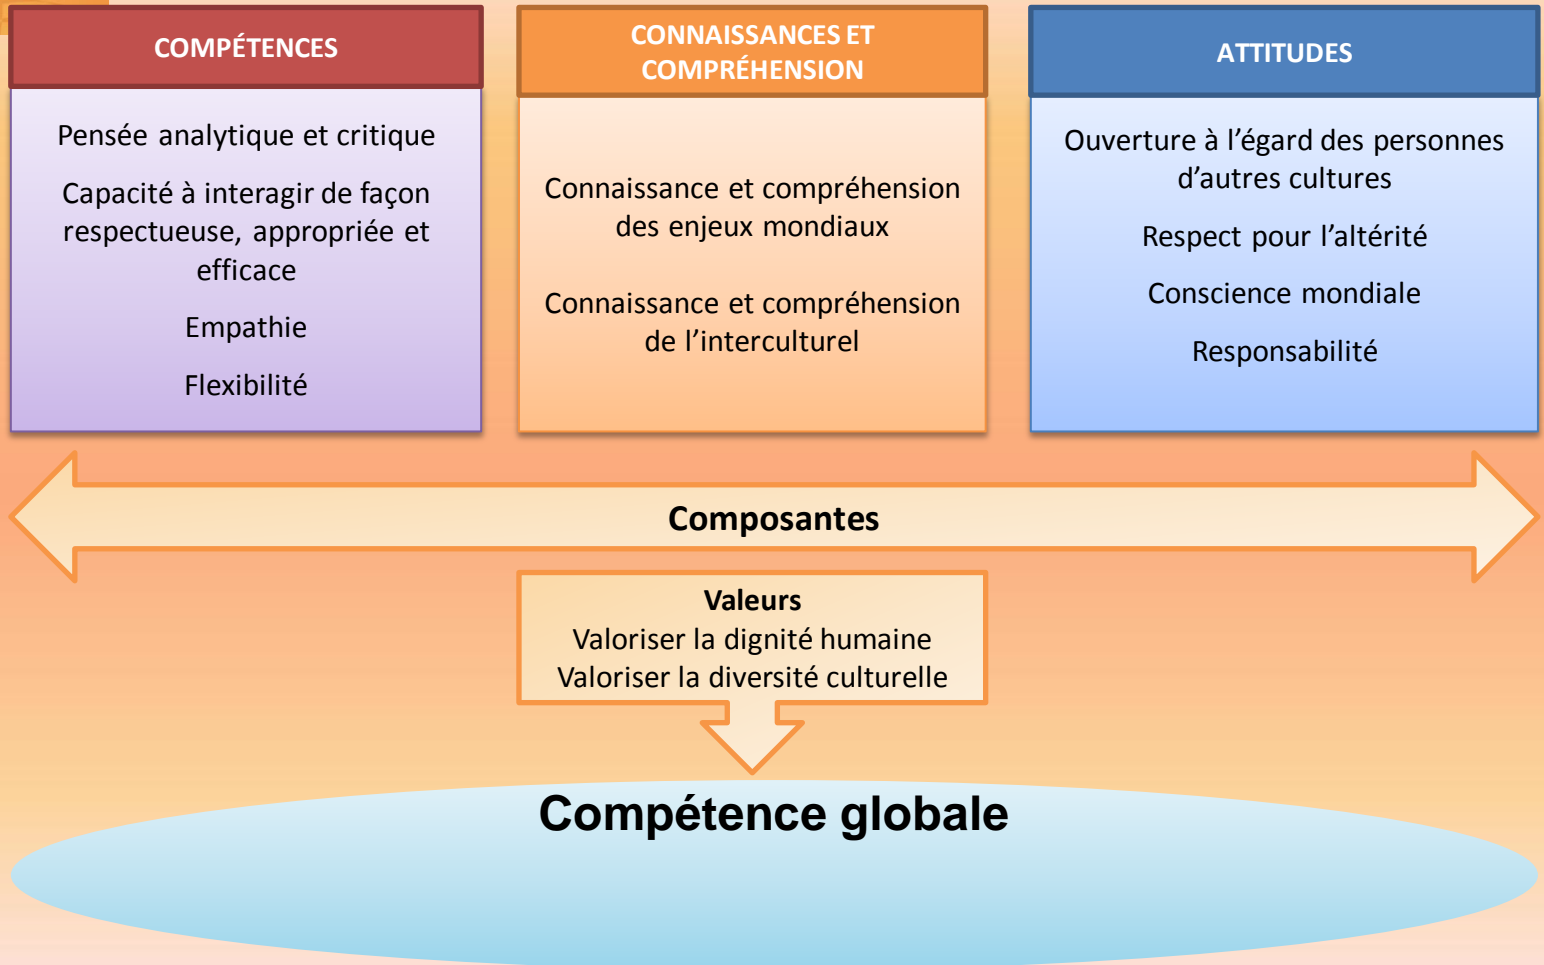 COMPÉTENCES
Pensée analytique et critique
Capacité à interagir de façon
respectueuse, appropriée et
efficace
Empathie
Flexibilité
CONNAISSANCES ET
COMPRÉHENSION
Connaissance et compréhension
des enjeux mondiaux
Connaissance et compréhension
de l’interculturel
ATTITUDES
Ouverture à l’égard des personnes
d’autres cultures
Respect pour l’altérité
Conscience mondiale
Responsabilité
Composantes
Valeurs
Valoriser la dignité humaine
Valoriser la diversité culturelle
Compétence globale